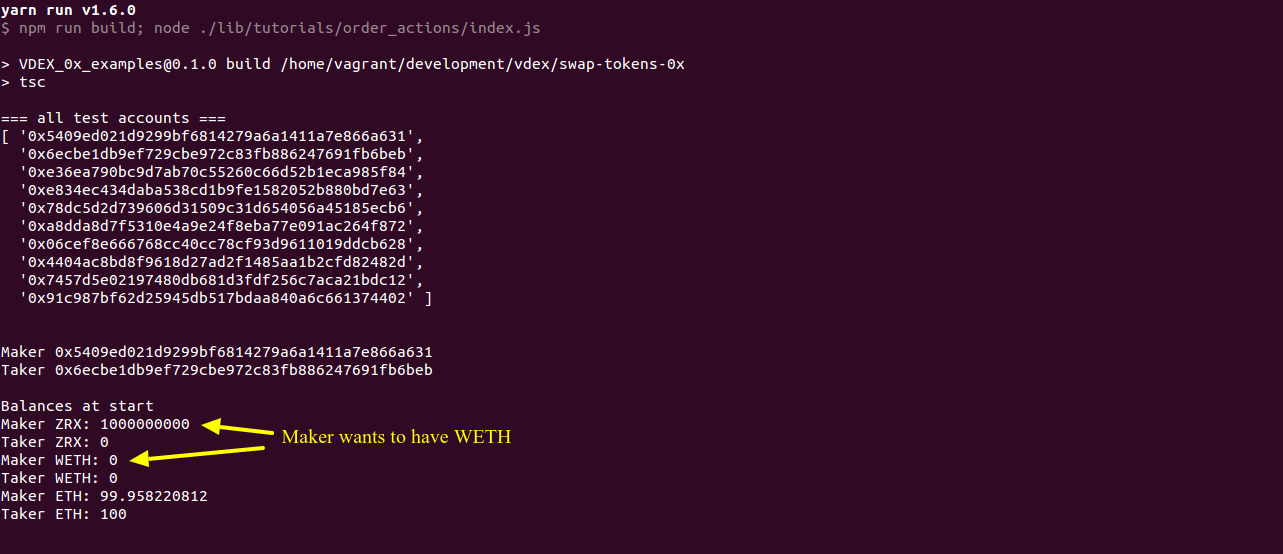 yarn run v1.6.0
$ npm run build; node ./lib/tutorials/order_actions/index.js
> VDEX_0x_examples@0.1.0 build /home/vagrant/development/vdex/swap-tokens-0x
> tsc
=== all test accounts ===
[ '0x5409ed021d9299bf6814279a6a1411a7e866a631',
'0x6ecbe1db9ef729cbe972c83fb886247691fb6beb',
'0xe36ea790bc9d7ab70c55260c66d52b1eca985f84',
'0xe834ec434daba538cd1b9fe1582052b880bd7e63',
'0x78dc5d2d739606d31509c31d654056a45185ecb6',
'0xa8dda8d7f5310e4a9e24f8eba77e091ac264f872',
'0x06cef8e666768cc40cc78cf93d9611019ddcb628',
'0x4404ac8bd8f9618d27ad2f1485aa1b2cfd82482d',
'0x7457d5e02197480db681d3fdf256c7aca21bdc12',
'0x91c987bf62d25945db517bdaa840a6c661374402' ]
Maker 0x5409ed021d9299bf6814279a6a1411a7e866a631
Taker 0x6ecbe1db9ef729cbe972c83fb886247691fb6beb
Balances at start
Maker ZRX: 1000000000
Maker wants to have WETH
Taker ZRX: 0
Maker WETH: 0
Taker WETH: 0
Maker ETH: 99.958220812
Taker ETH: 100